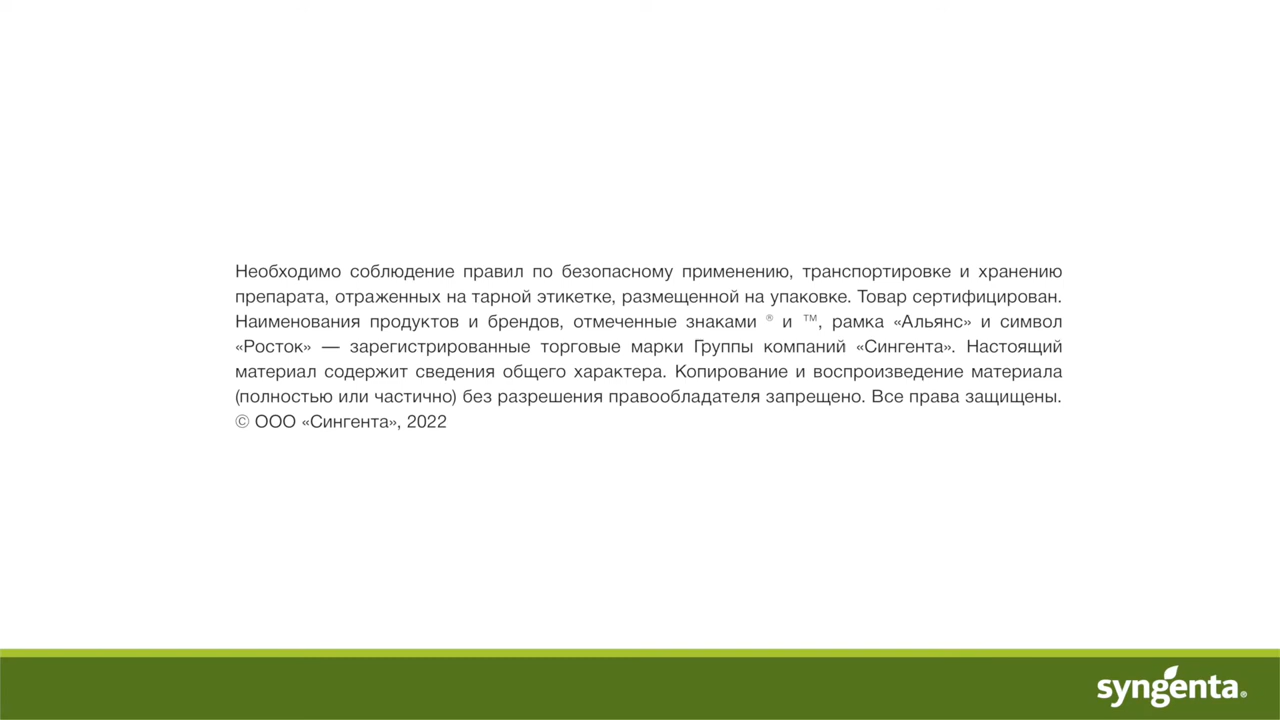 Необходимо соблюдение правил по безопасному применению, транспортировке и хранению
препарата, отраженных на тарной этикетке, размещенной на упаковке. Товар сертифицирован.
Наименования продуктов и брендов, отмеченные знаками ® и ™, рамка «Альянс» и символ
«Росток» — зарегистрированные торговые марки Группы компаний «Сингента». Настоящий
материал содержит сведения общего характера. Копирование и воспроизведение материала
(полностью или частично) без разрешения правообладателя запрещено. Все права защищены.
© ООО «Сингента», 2022
syngenta®